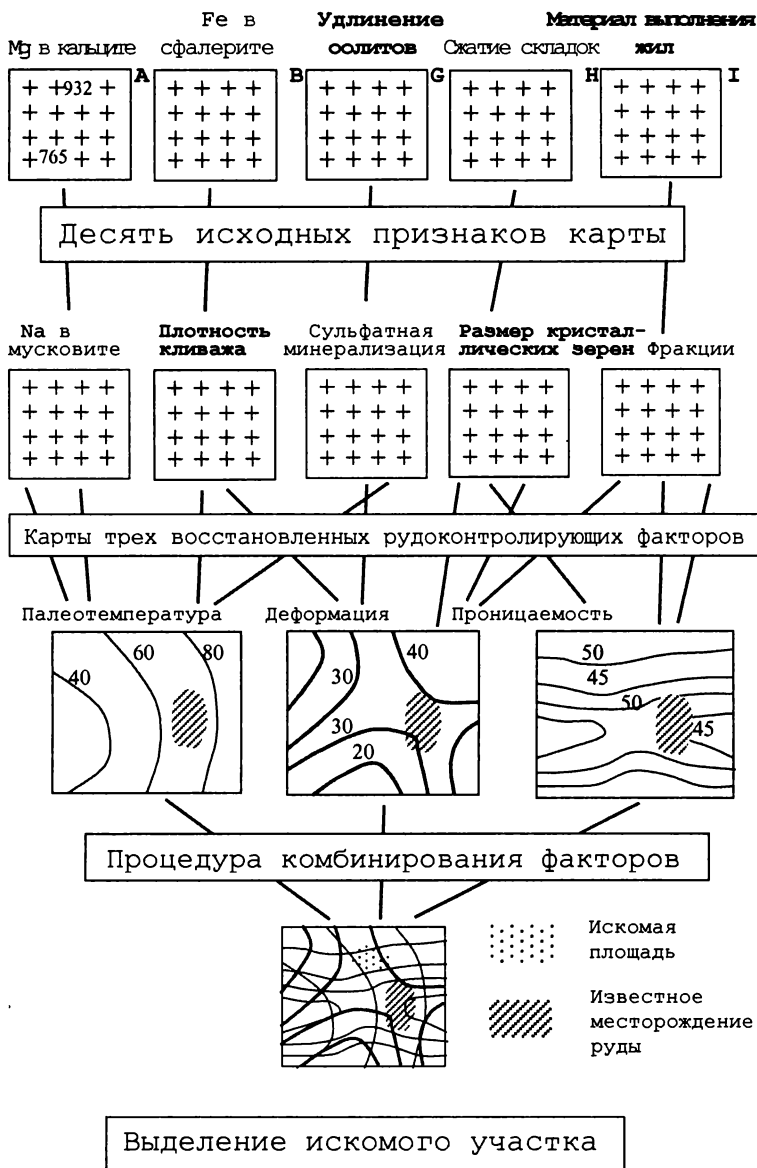 Fe в
Удлинение
Материал выполнения
Mg в кальците
сфалерите
оолитов
Сжатие складок
жил
A
B
G
H
I
932
765
Десять исходных признаков карты
Na в
мусковите
Плотность
кливажа
Сульфатная
минерализация
Размер кристал-
лических зерен
Фракции
Карты трех восстановленных рудоконтролирующих факторов
Палеотемпература
Деформация
Проницаемость
40
60
80
30
40
30
20
50
45
50
45
Процедура комбинирования факторов
Искомая
площадь
Известное
месторождение
руды
Выделение искомого участка